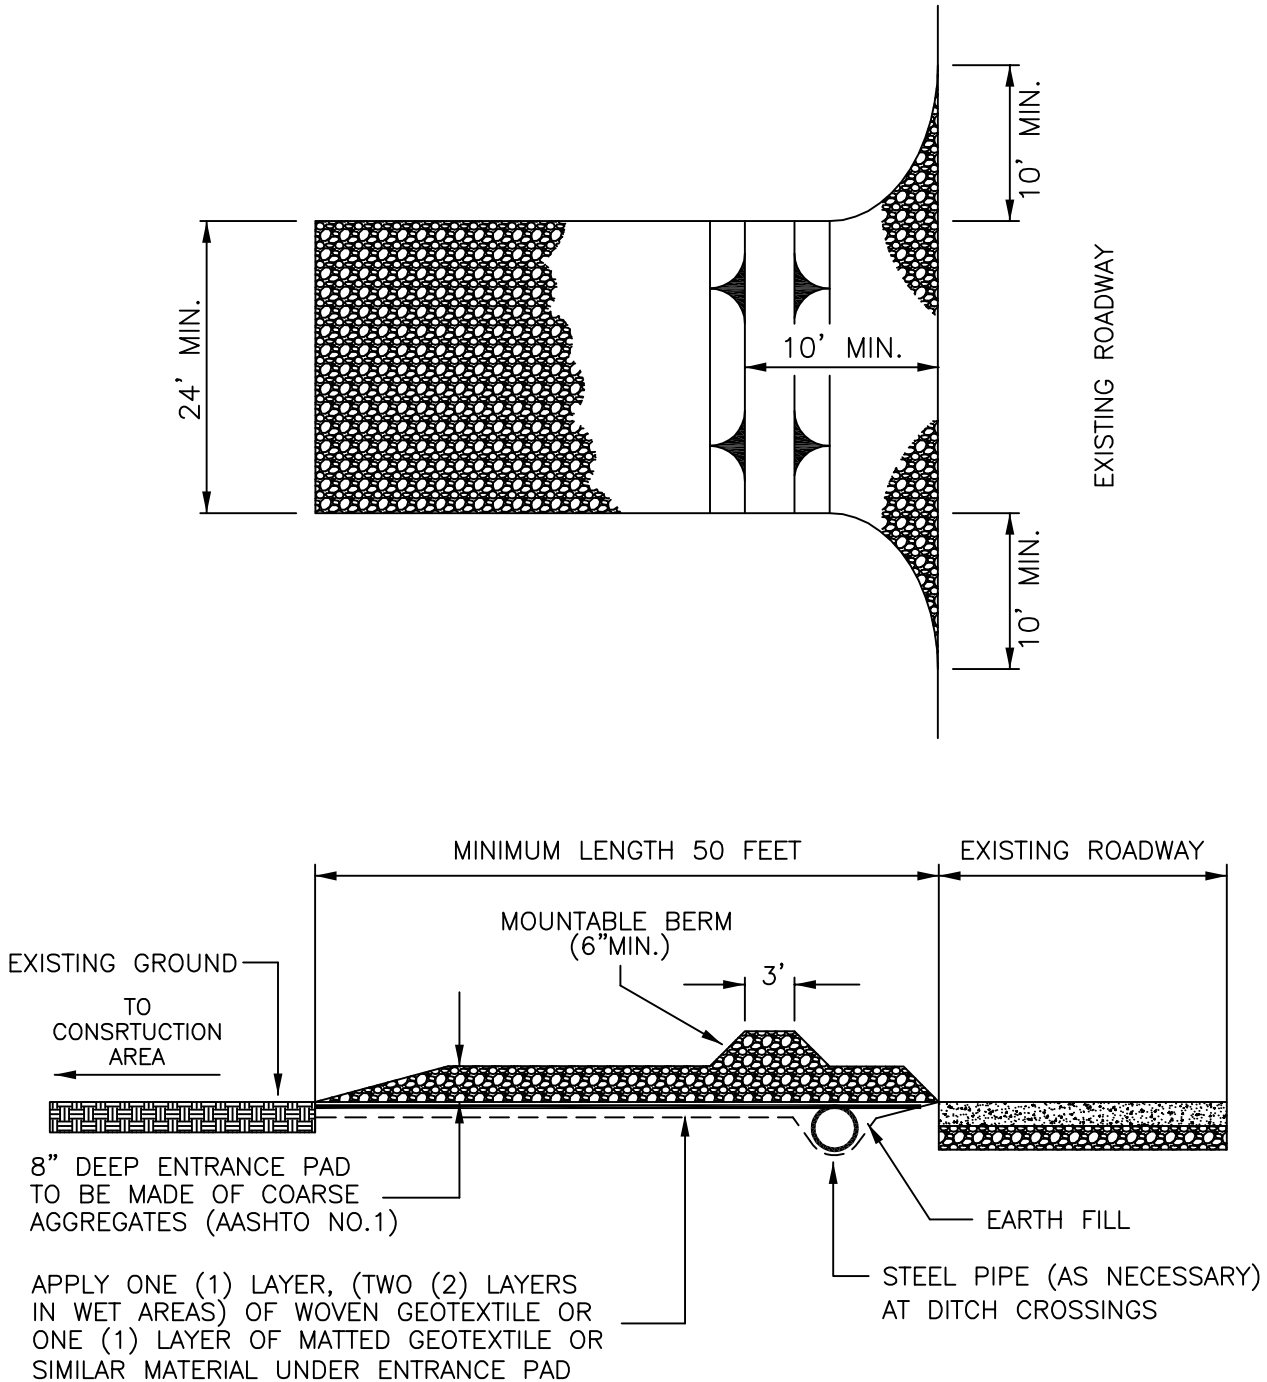 10' MIN.
24' MIN.
10' MIN.
EXISTING ROADWAY
10' MIN.
MINIMUM LENGTH 50 FEET
EXISTING ROADWAY
MOUNTABLE BERM
(6”MIN.)
3'
EXISTING GROUND
TO
CONSRTUCTION
AREA
8” DEEP ENTRANCE PAD
TO BE MADE OF COARSE
AGGREGATES (AASHTO NO.1)
EARTH FILL
APPLY ONE (1) LAYER, (TWO (2) LAYERS
IN WET AREAS) OF WOVEN GEOTEXTILE OR
ONE (1) LAYER OF MATTED GEOTEXTILE OR
SIMILAR MATERIAL UNDER ENTRANCE PAD
STEEL PIPE (AS NECESSARY)
AT DITCH CROSSINGS